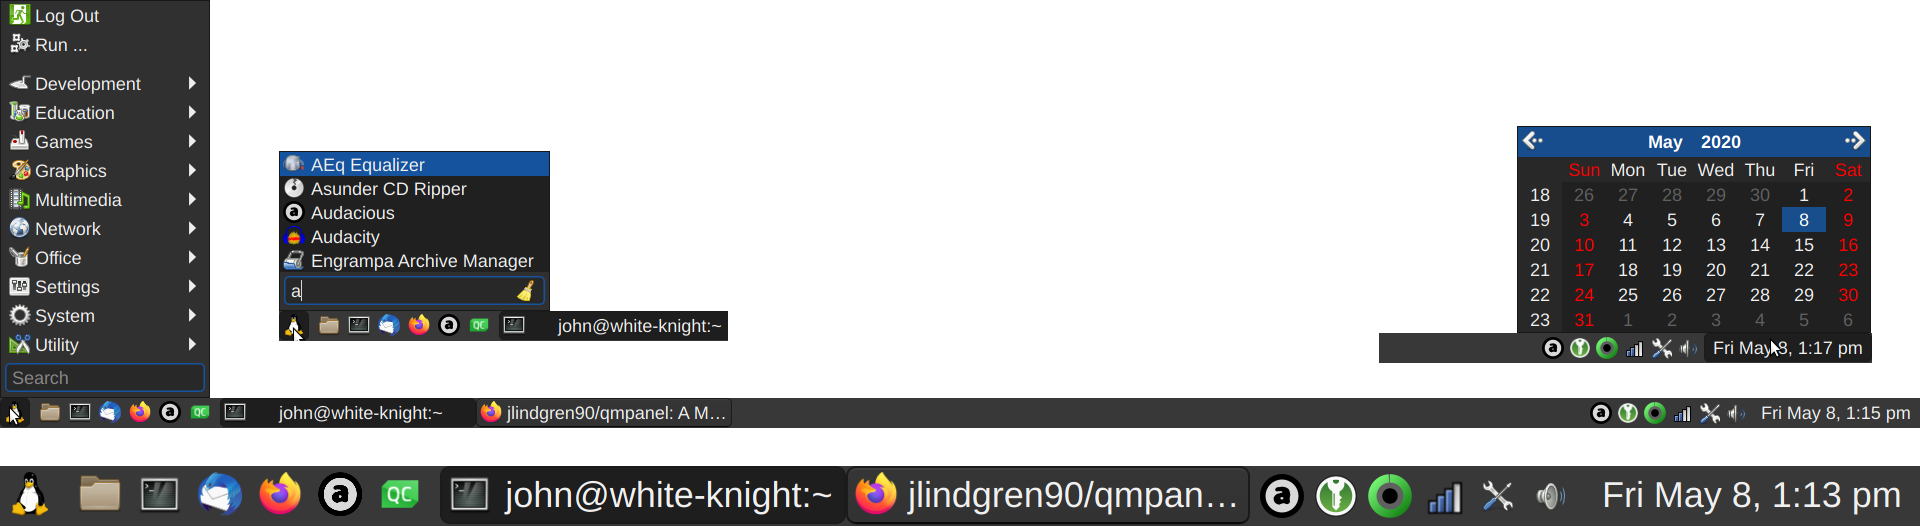 Log Out
Run ...
Development
Education
Games
Graphics
Multimedia
Network
Office
Settings
System
Utility
Search
AEq Equalizer
Asunder CD Ripper
Audacious
Audacity
Engrampa Archive Manager
a
a QC john@white-knight:~
May 2020
Sun Mon Tue Wed Thu Fri Sat
18 26 27 28 29 30 1 2
19 3 4 5 6 7 8 9
20 10 11 12 13 14 15 16
21 17 18 19 20 21 22 23
22 24 25 26 27 28 29 30
23 31 1 2 3 4 5 6
a Fri May 8, 1:17 pm
a QC john@white-knight:~ jlindgren90/qmpanel: A M… a Fri May 8, 1:15 pm
a QC john@white-knight:~ jlindgren90/qmpan… a Fri May 8, 1:13 pm